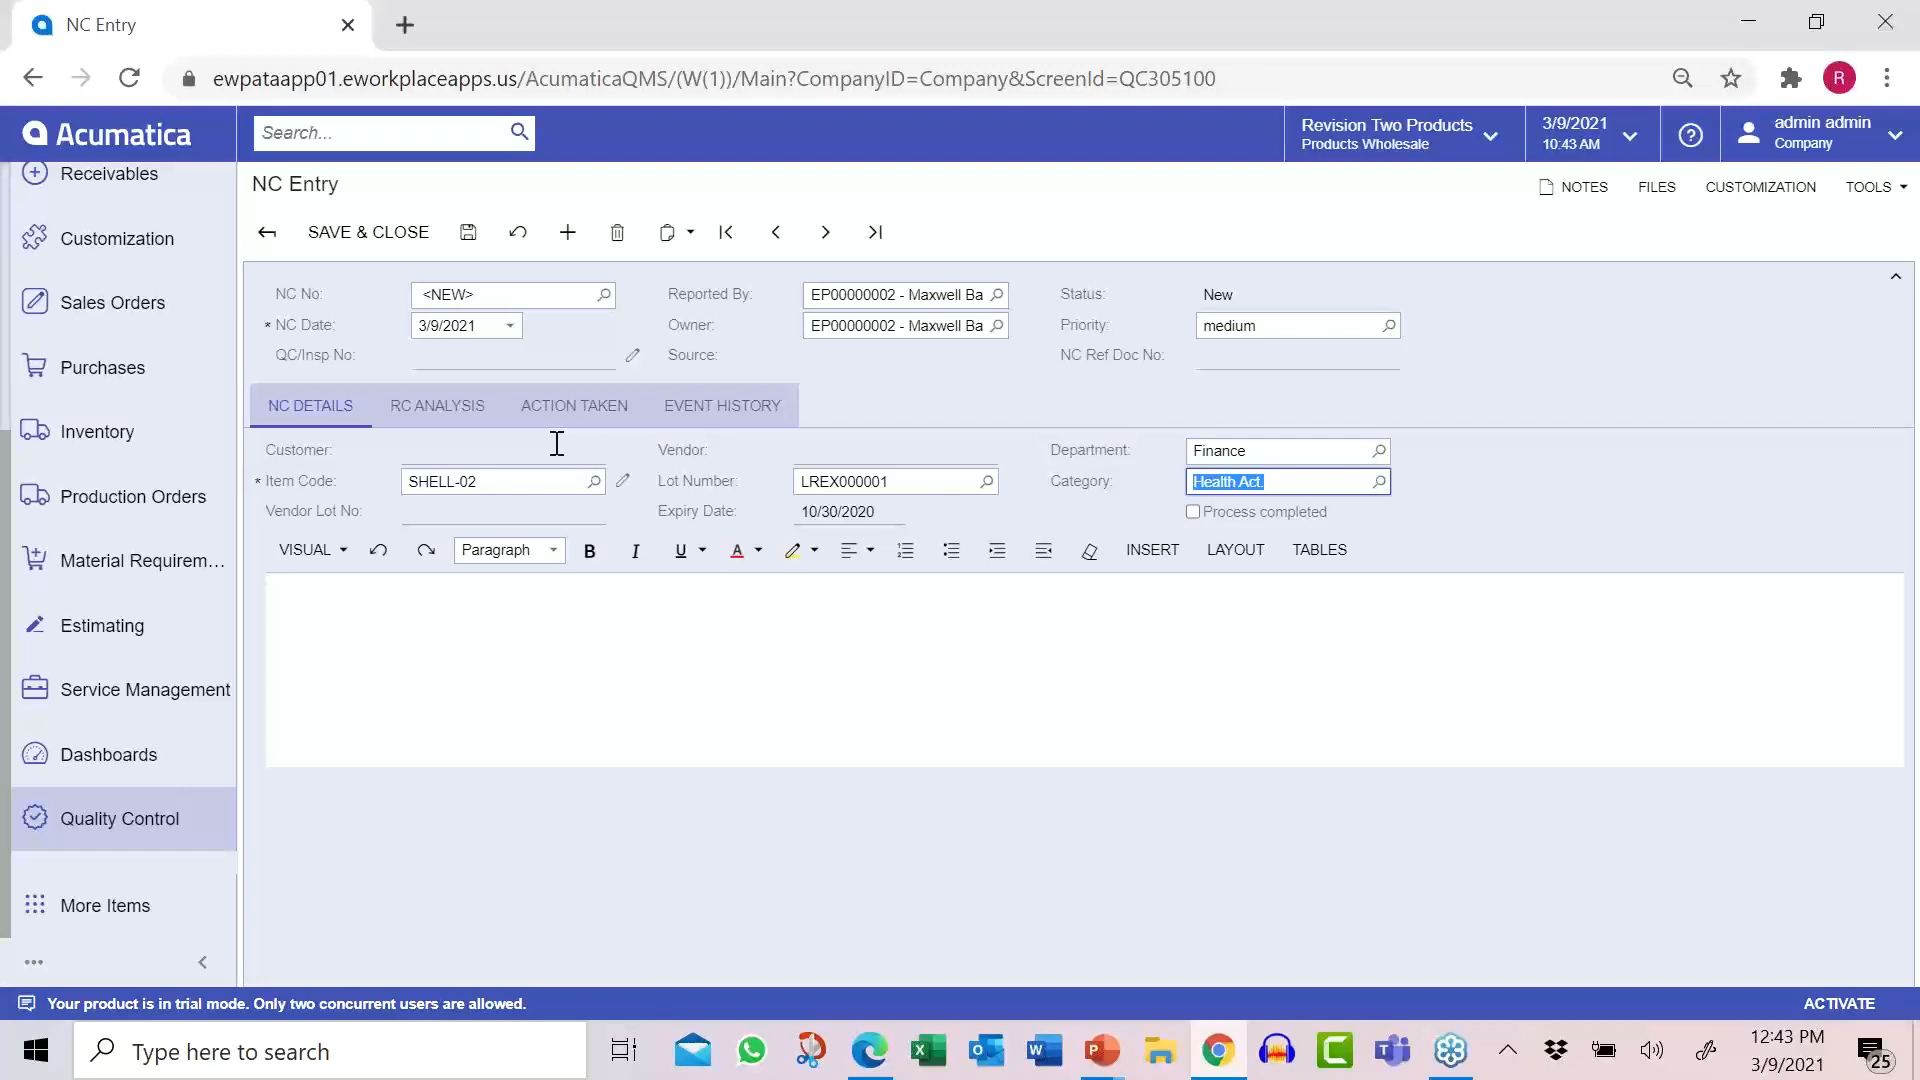 NC Entry
ewpataapp01.eworkplaceapps.us/AcumaticaQMS/(W(1))/Main?CompanyID=Company&ScreenId=QC305100
R
Acumatica
Search...
Revision Two Products
Products Wholesale
3/9/2021
10:43 AM
admin admin
Company
Receivables
Customization
Sales Orders
Purchases
Inventory
Production Orders
Material Requirem...
Estimating
Service Management
Dashboards
Quality Control
More Items
NC Entry
NOTES FILES CUSTOMIZATION TOOLS
SAVE & CLOSE
NC No: <NEW> Reported By: EP00000002 - Maxwell Ba Status: New
* NC Date: 3/9/2021 Owner: EP00000002 - Maxwell Ba Priority: medium
QC/Insp No: Source: NC Ref Doc No:
NC DETAILS RC ANALYSIS ACTION TAKEN EVENT HISTORY
Customer: Vendor: Department: Finance
* Item Code: SHELL-02 Lot Number: LREX000001 Category: Health Act.
Vendor Lot No: Expiry Date: 10/30/2020 Process completed
VISUAL Paragraph B I U A INSERT LAYOUT TABLES
Your product is in trial mode. Only two concurrent users are allowed. ACTIVATE
Type here to search
12:43 PM
3/9/2021
25